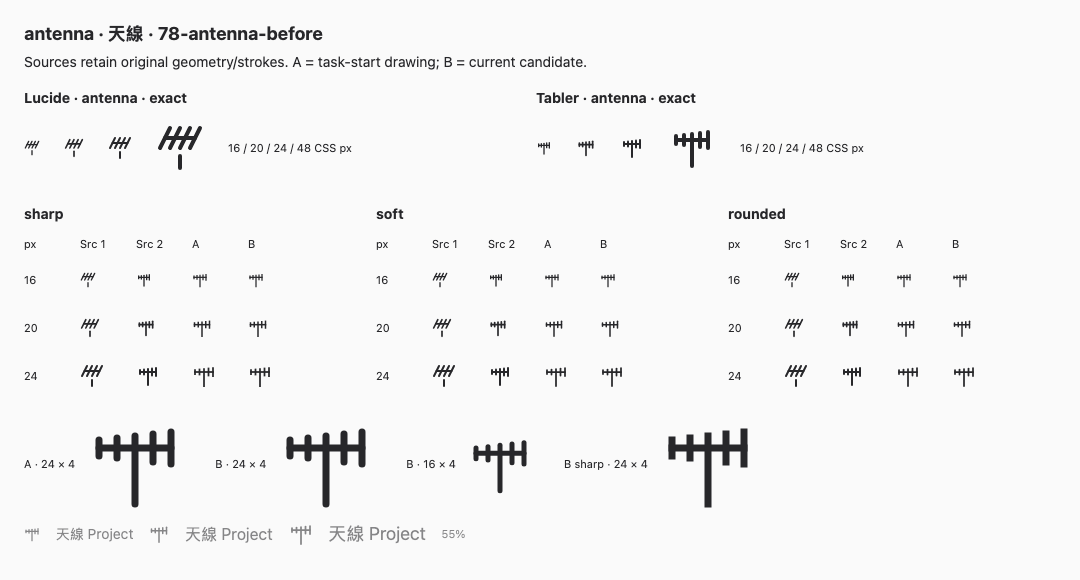 antenna · 天線 · 78-antenna-before
Sources retain original geometry/strokes. A = task-start drawing; B = current candidate.
Lucide · antenna · exact
Tabler · antenna · exact
16 / 20 / 24 / 48 CSS px
16 / 20 / 24 / 48 CSS px
sharp
soft
rounded
px Src 1 Src 2 A B
px Src 1 Src 2 A B
px Src 1 Src 2 A B
16
16
16
20
20
20
24
24
24
A · 24 × 4
B · 24 × 4
B · 16 × 4
B sharp · 24 × 4
天線 Project
天線 Project
天線 Project
55%